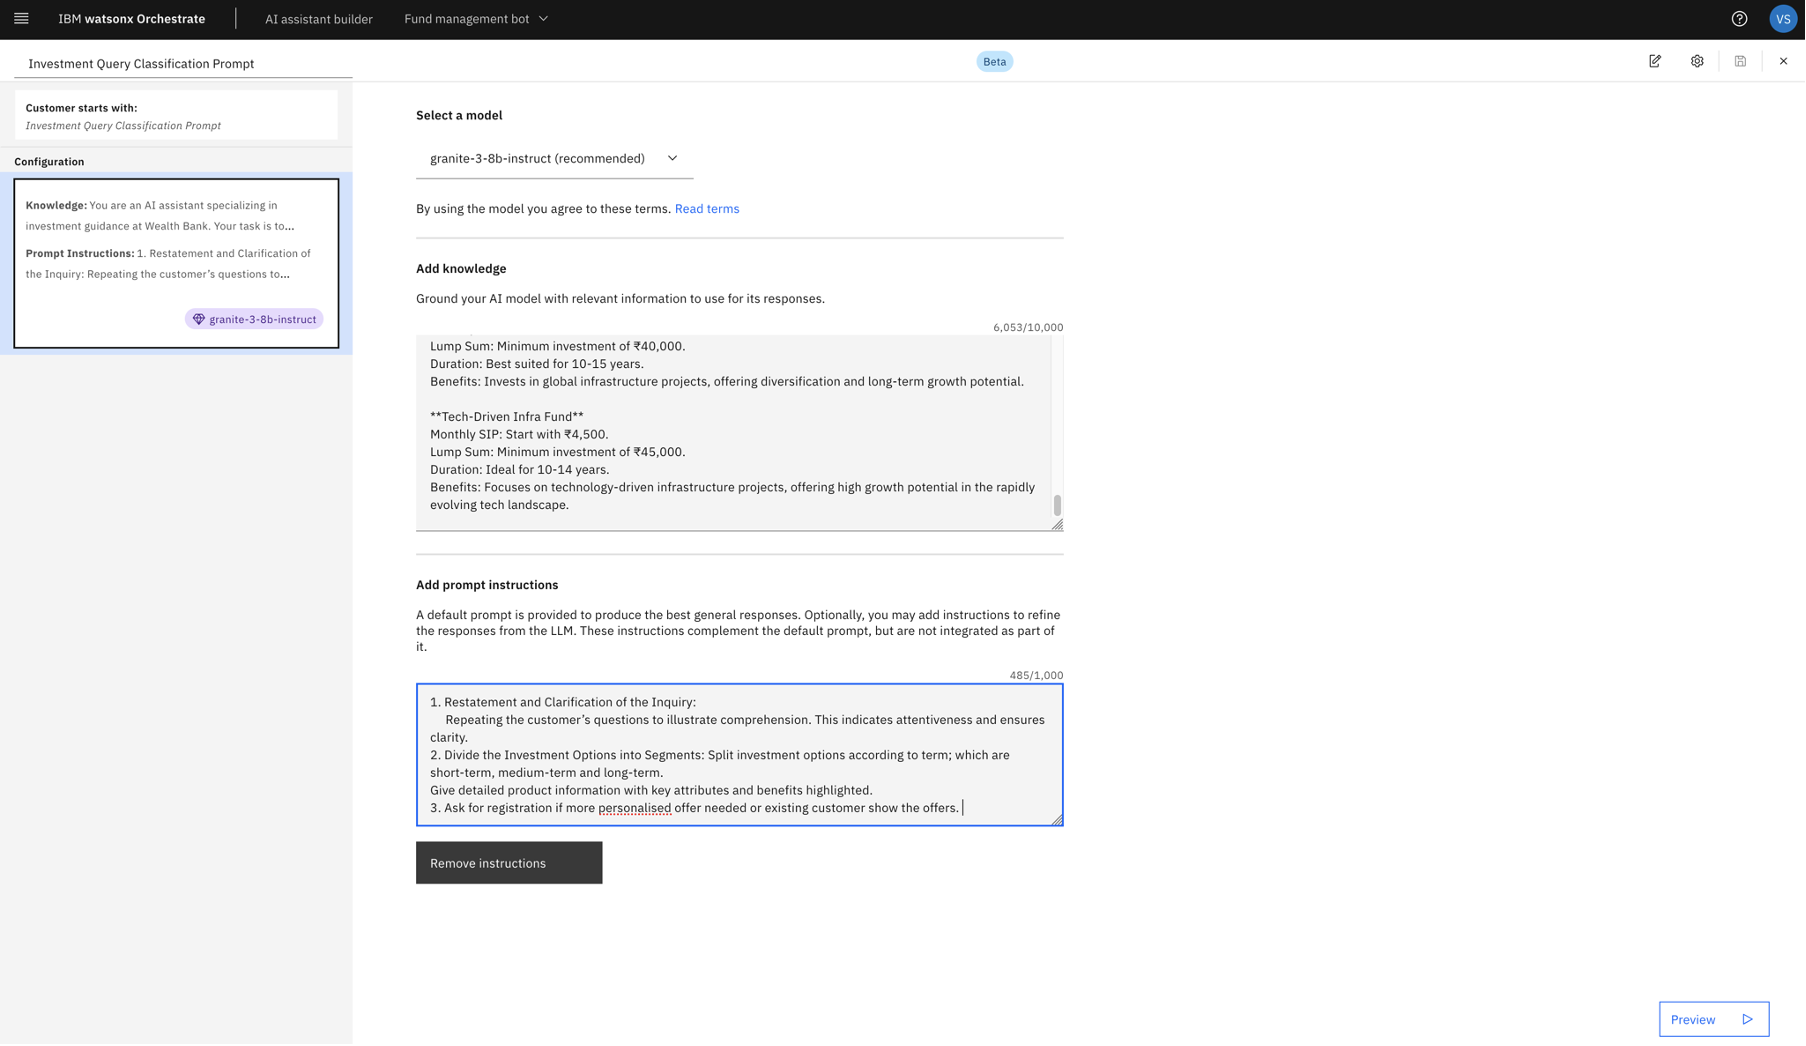 IBM watsonx Orchestrate
AI assistant builder
Fund management bot
VS
Investment Query Classification Prompt
Beta
Customer starts with:
Investment Query Classification Prompt
Configuration
Knowledge: You are an AI assistant specializing in
investment guidance at Wealth Bank. Your task is to...
Prompt Instructions: 1. Restatement and Clarification of
the Inquiry: Repeating the customer’s questions to...
granite-3-8b-instruct
Select a model
granite-3-8b-instruct (recommended)
By using the model you agree to these terms. Read terms
Add knowledge
Ground your AI model with relevant information to use for its responses.
6,053/10,000
Lump Sum: Minimum investment of ₹40,000.
Duration: Best suited for 10-15 years.
Benefits: Invests in global infrastructure projects, offering diversification and long-term growth potential.
**Tech-Driven Infra Fund**
Monthly SIP: Start with ₹4,500.
Lump Sum: Minimum investment of ₹45,000.
Duration: Ideal for 10-14 years.
Benefits: Focuses on technology-driven infrastructure projects, offering high growth potential in the rapidly
evolving tech landscape.
Add prompt instructions
A default prompt is provided to produce the best general responses. Optionally, you may add instructions to refine
the responses from the LLM. These instructions complement the default prompt, but are not integrated as part of
it.
485/1,000
1. Restatement and Clarification of the Inquiry:
Repeating the customer’s questions to illustrate comprehension. This indicates attentiveness and ensures
clarity.
2. Divide the Investment Options into Segments: Split investment options according to term; which are
short-term, medium-term and long-term.
Give detailed product information with key attributes and benefits highlighted.
3. Ask for registration if more personalised offer needed or existing customer show the offers.
Remove instructions
Preview